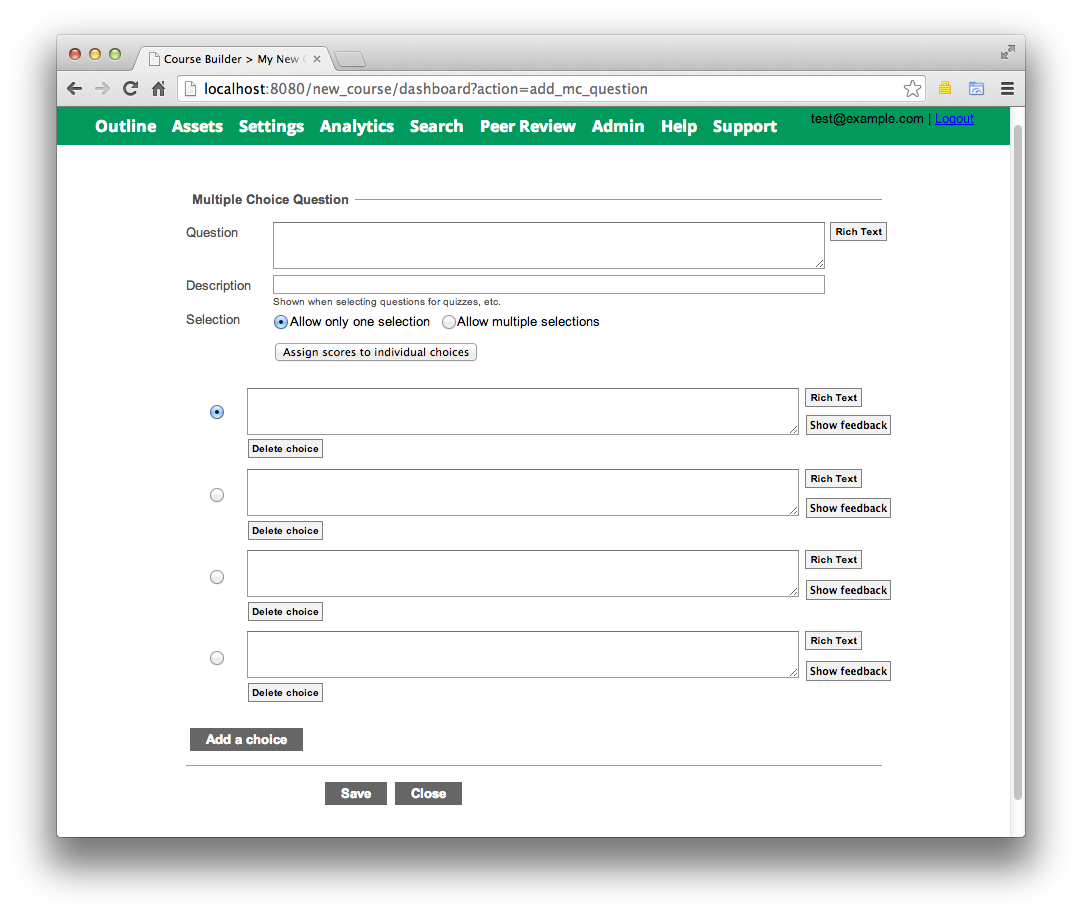 Course Builder > My New
localhost:8080/new_course/dashboard?action=add_mc_question
Outline Assets Settings Analytics Search Peer Review Admin Help Support test@example.com | Logout
Multiple Choice Question
Question Rich Text
Description
Shown when selecting questions for quizzes, etc.
Selection Allow only one selection Allow multiple selections
Assign scores to individual choices
Rich Text
Show feedback
Delete choice
Rich Text
Show feedback
Delete choice
Rich Text
Show feedback
Delete choice
Rich Text
Show feedback
Delete choice
Add a choice
Save Close